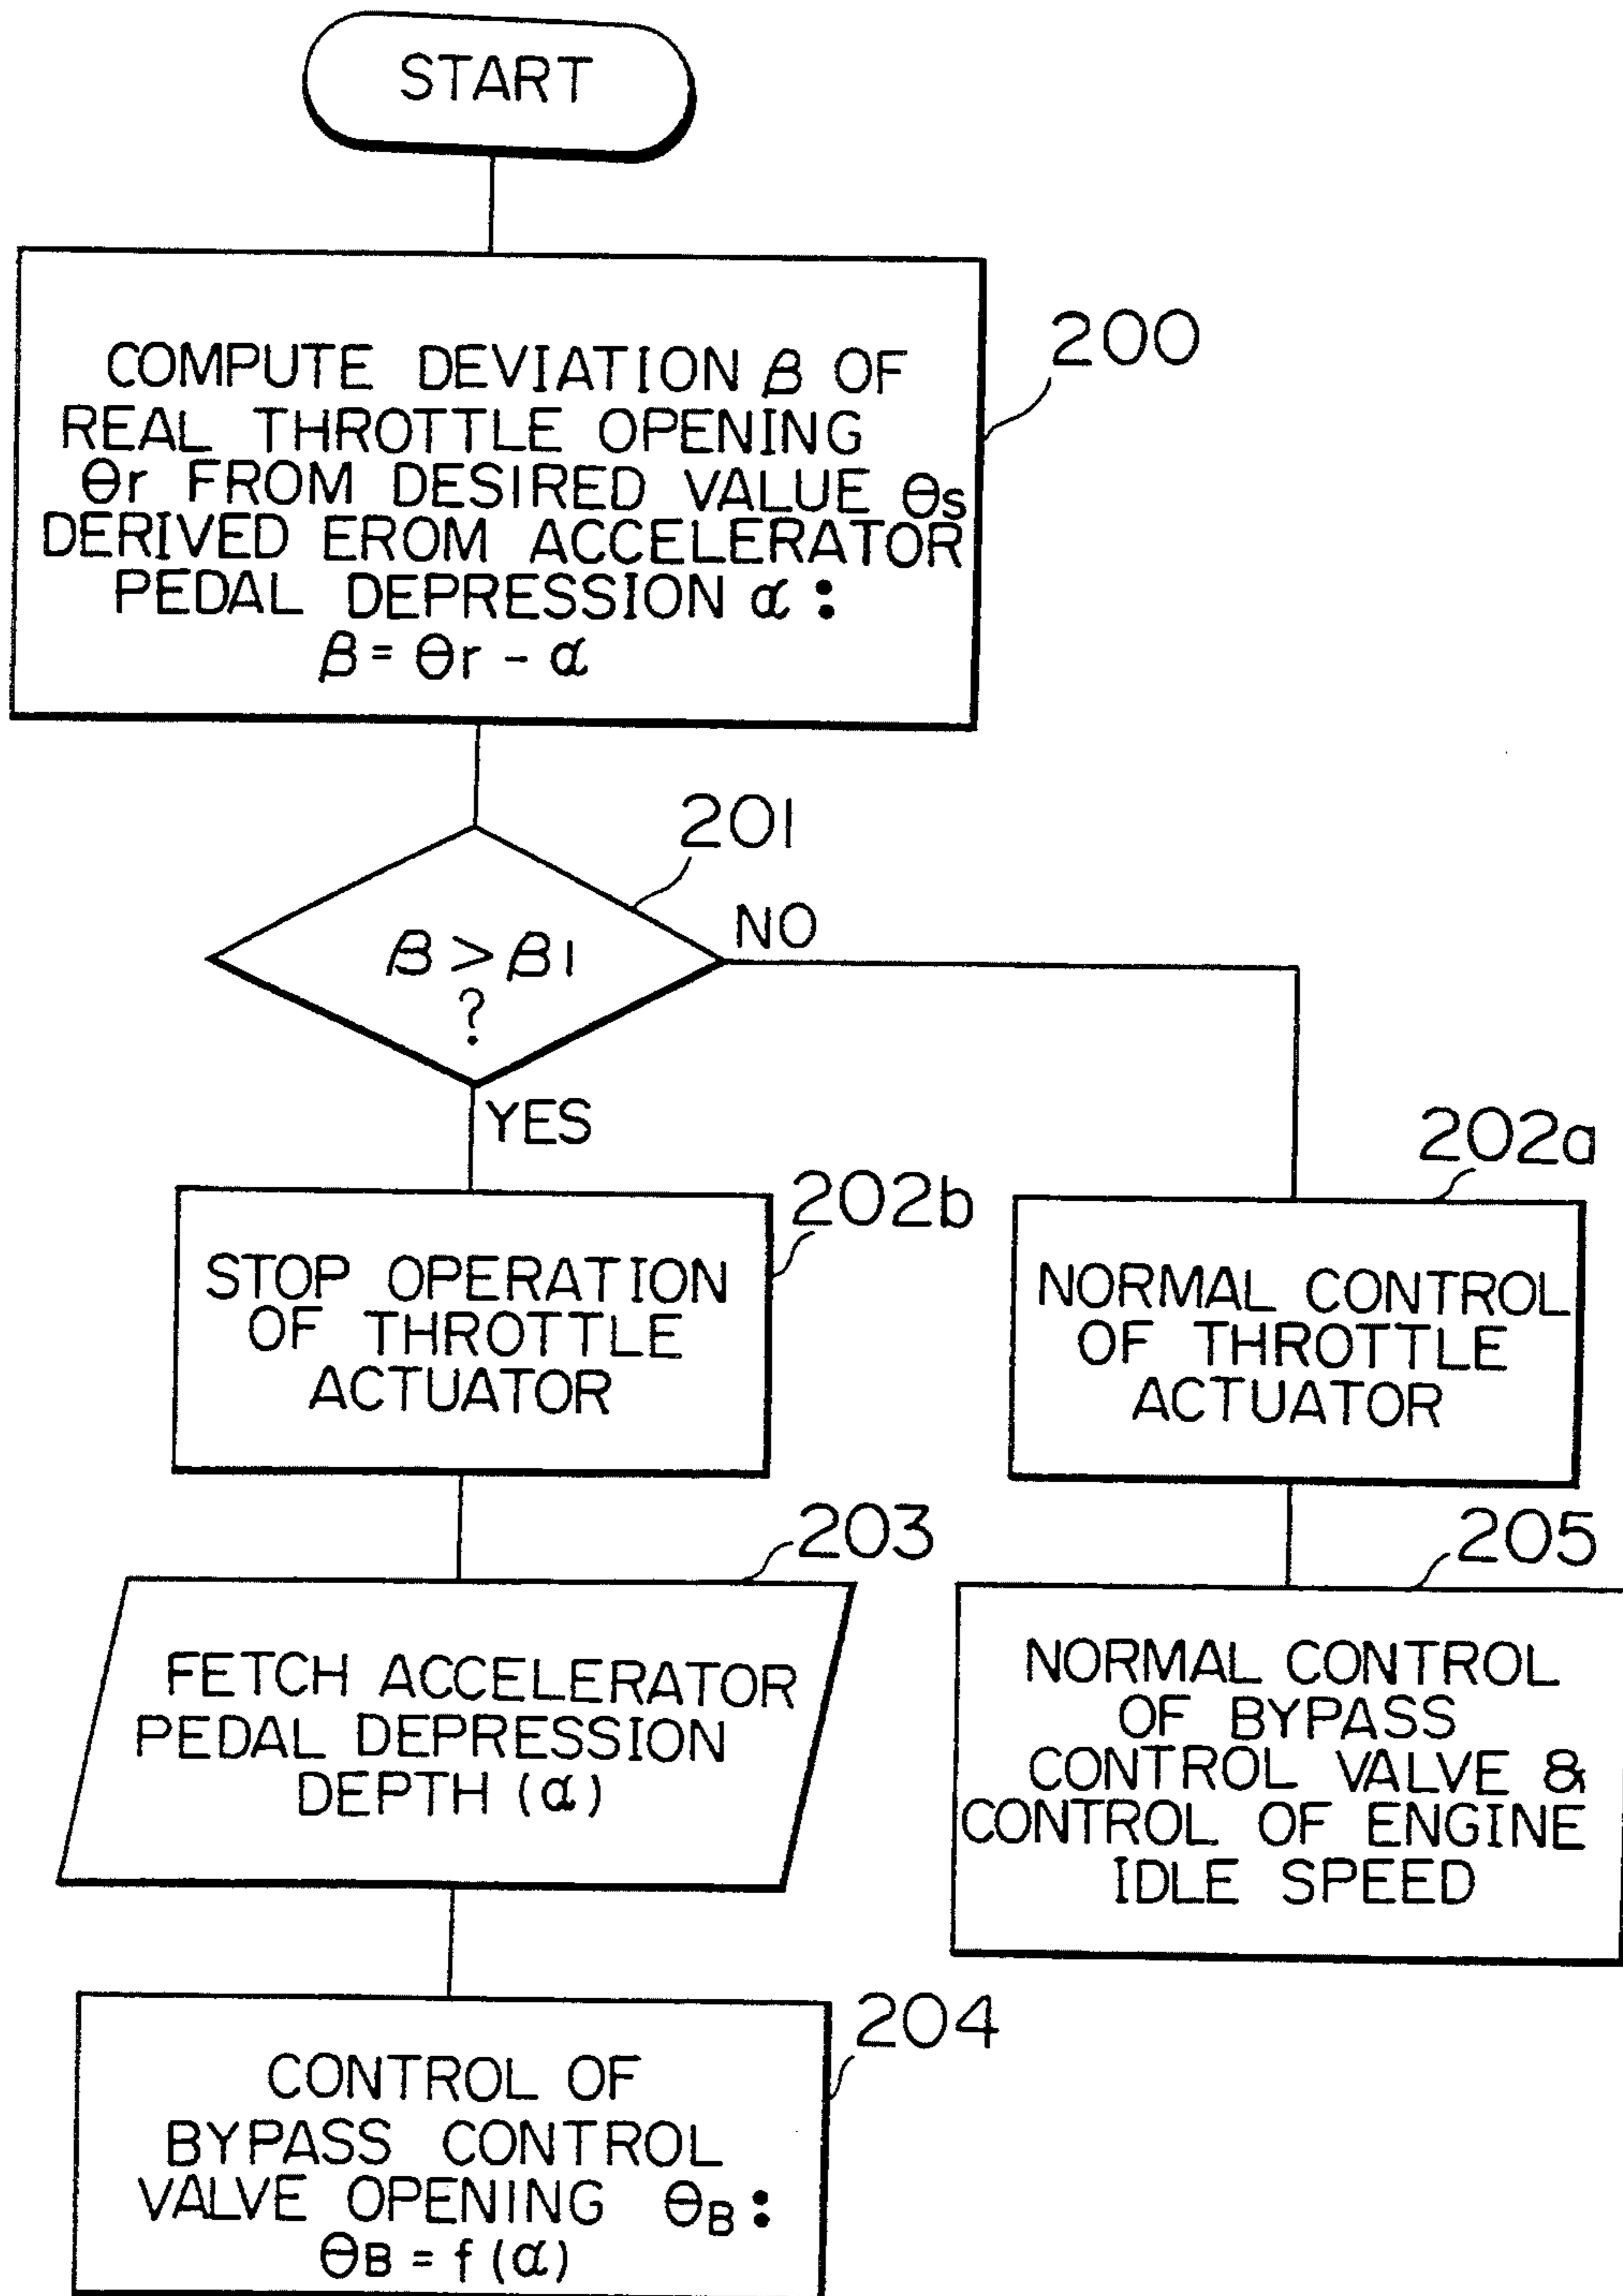 START
200
COMPUTE DEVIATION β OF
REAL THROTTLE OPENING
θr FROM DESIRED VALUE θs
DERIVED EROM ACCELERATOR
PEDAL DEPRESSION α:
β = θr - α
201
β > β1
?
NO
YES
202b
STOP OPERATION
OF THROTTLE
ACTUATOR
202a
NORMAL CONTROL
OF THROTTLE
ACTUATOR
203
FETCH ACCELERATOR
PEDAL DEPRESSION
DEPTH (α)
205
NORMAL CONTROL
OF BYPASS
CONTROL VALVE &
CONTROL OF ENGINE
IDLE SPEED
204
CONTROL OF
BYPASS CONTROL
VALVE OPENING θB:
θB = f (α)